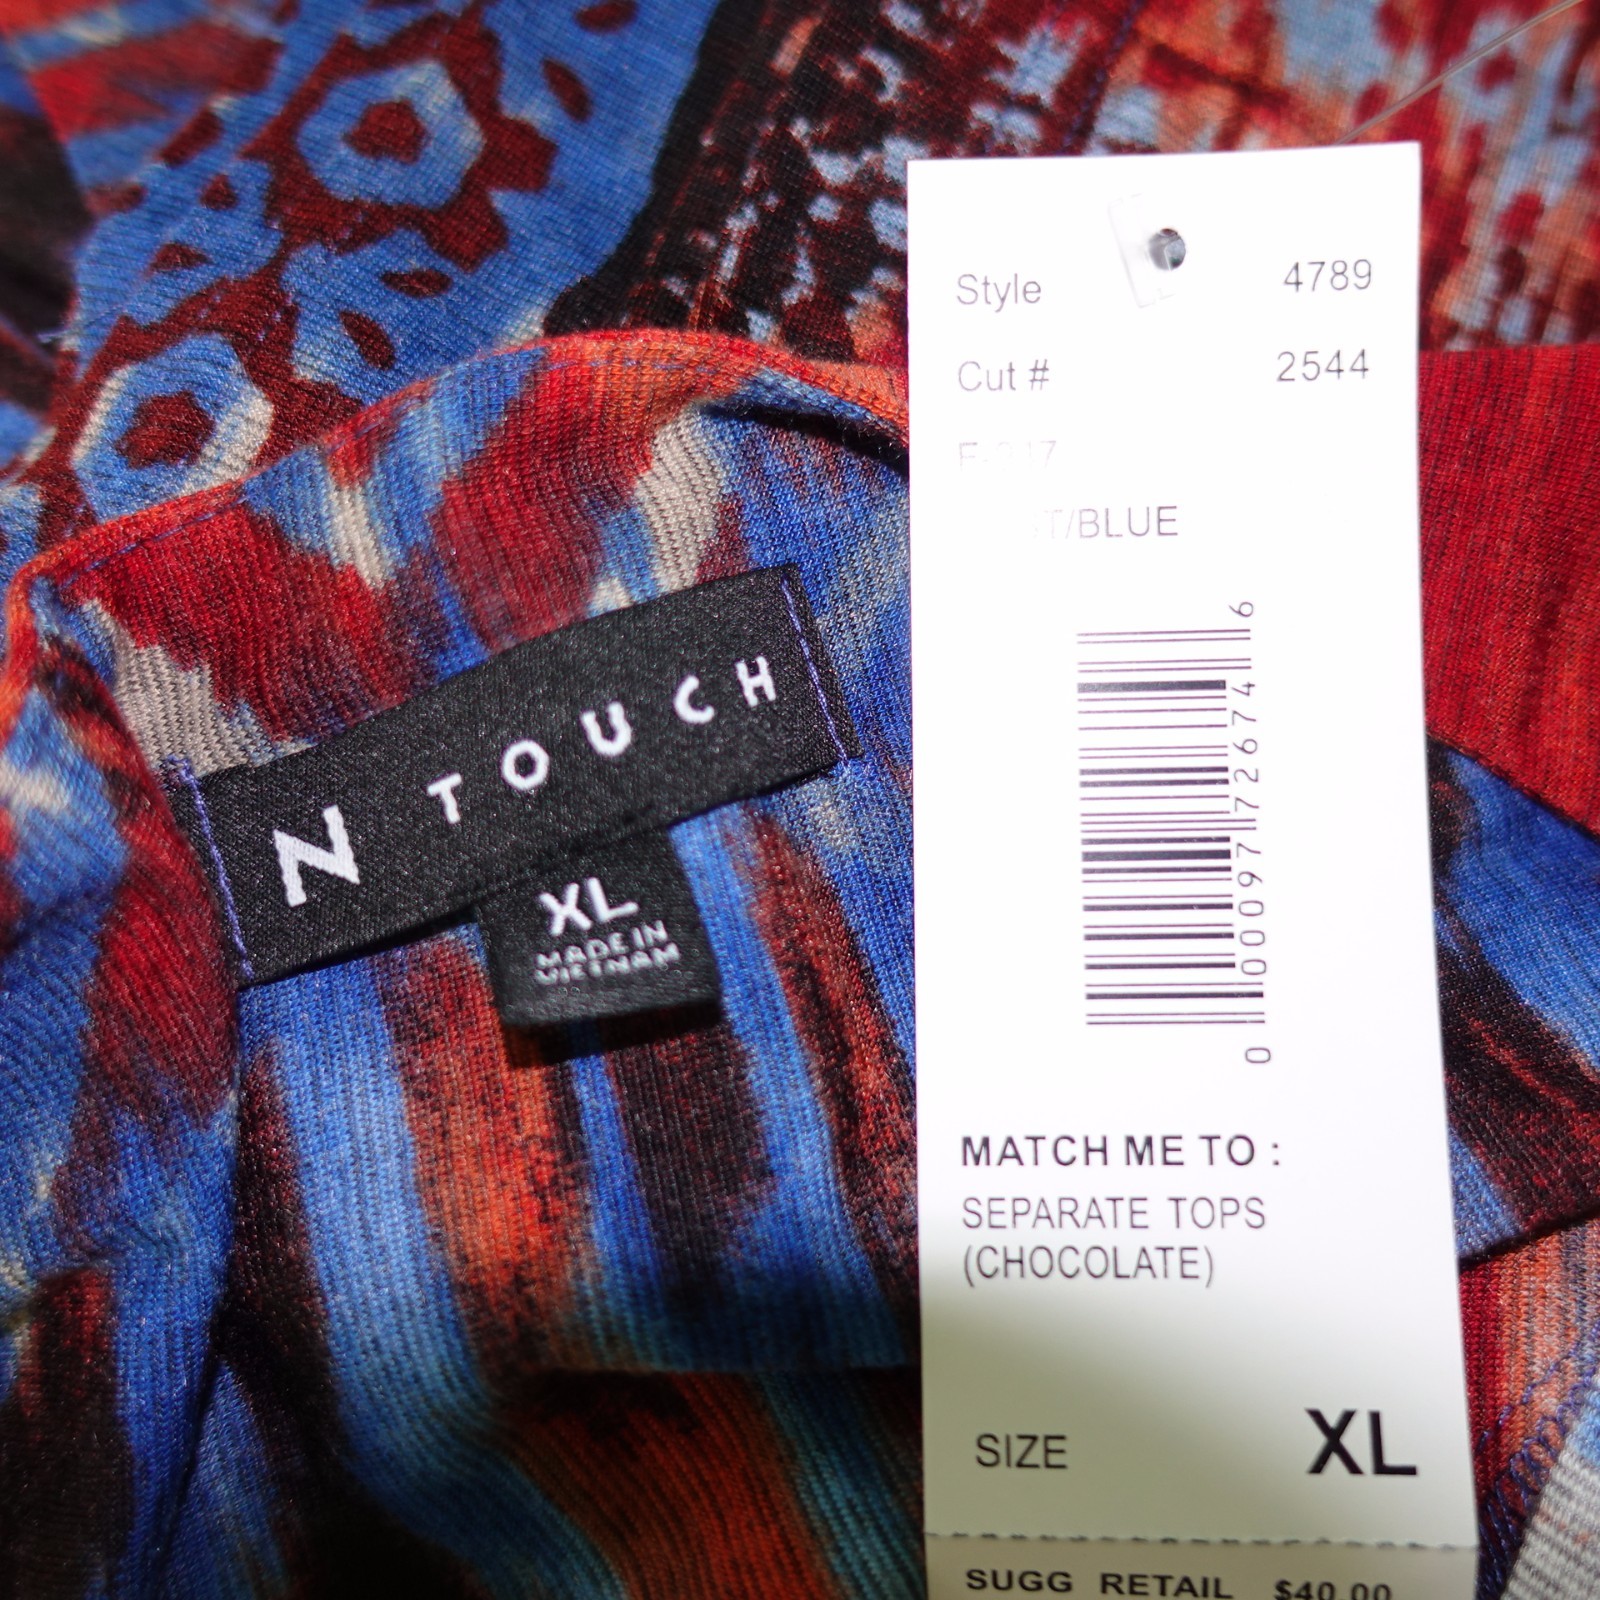 N TOUCH
XL
MADE IN
VIETNAM
Style 4789
Cut # 2544
T/BLUE
0 00097 72674 6
MATCH ME TO :
SEPARATE TOPS
(CHOCOLATE)
SIZE XL
SUGG RETAIL $40.00